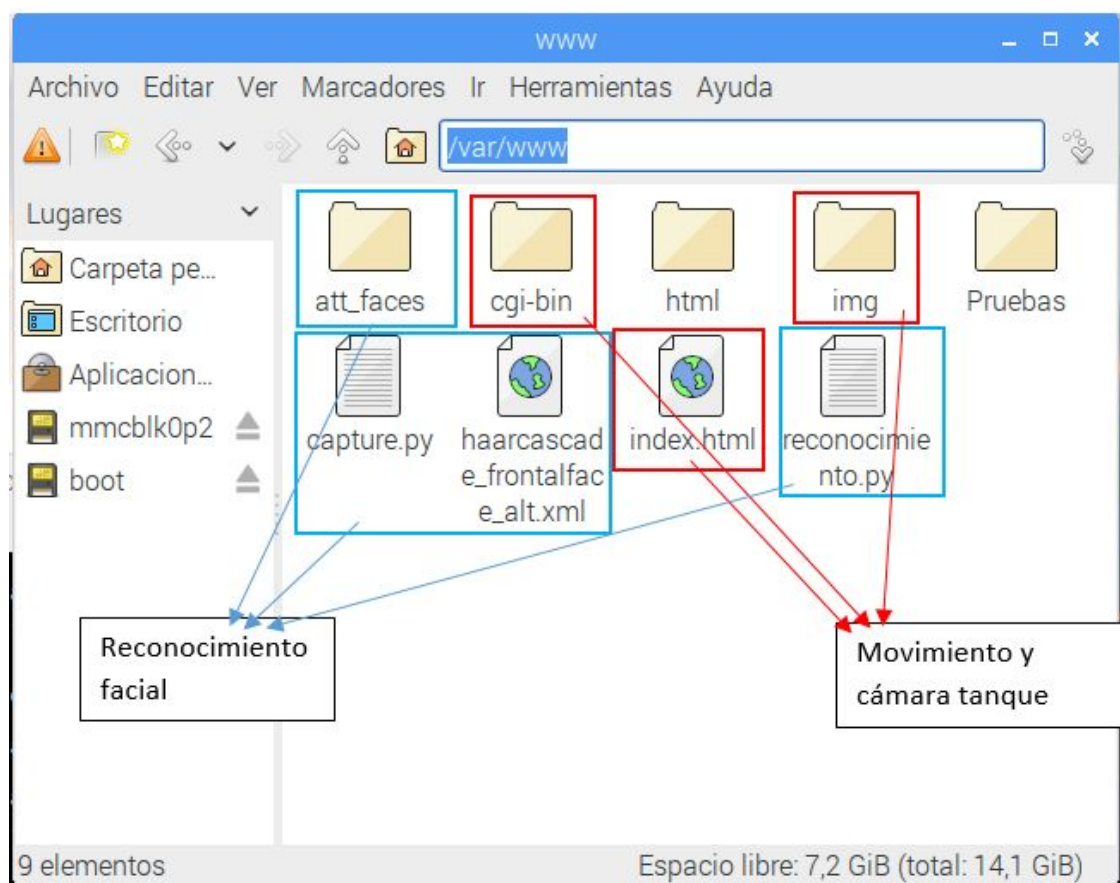 www
Archivo Editar Ver Marcadores Ir Herramientas Ayuda
/var/www
Lugares
Carpeta pe...
Escritorio
Aplicacion...
mmcblk0p2
boot
att_faces
cgi-bin
html
img
Pruebas
capture.py
haarcascad
e_frontalfac
e_alt.xml
index.html
reconocimie
nto.py
Reconocimiento
facial
Movimiento y
cámara tanque
9 elementos
Espacio libre: 7,2 GiB (total: 14,1 GiB)